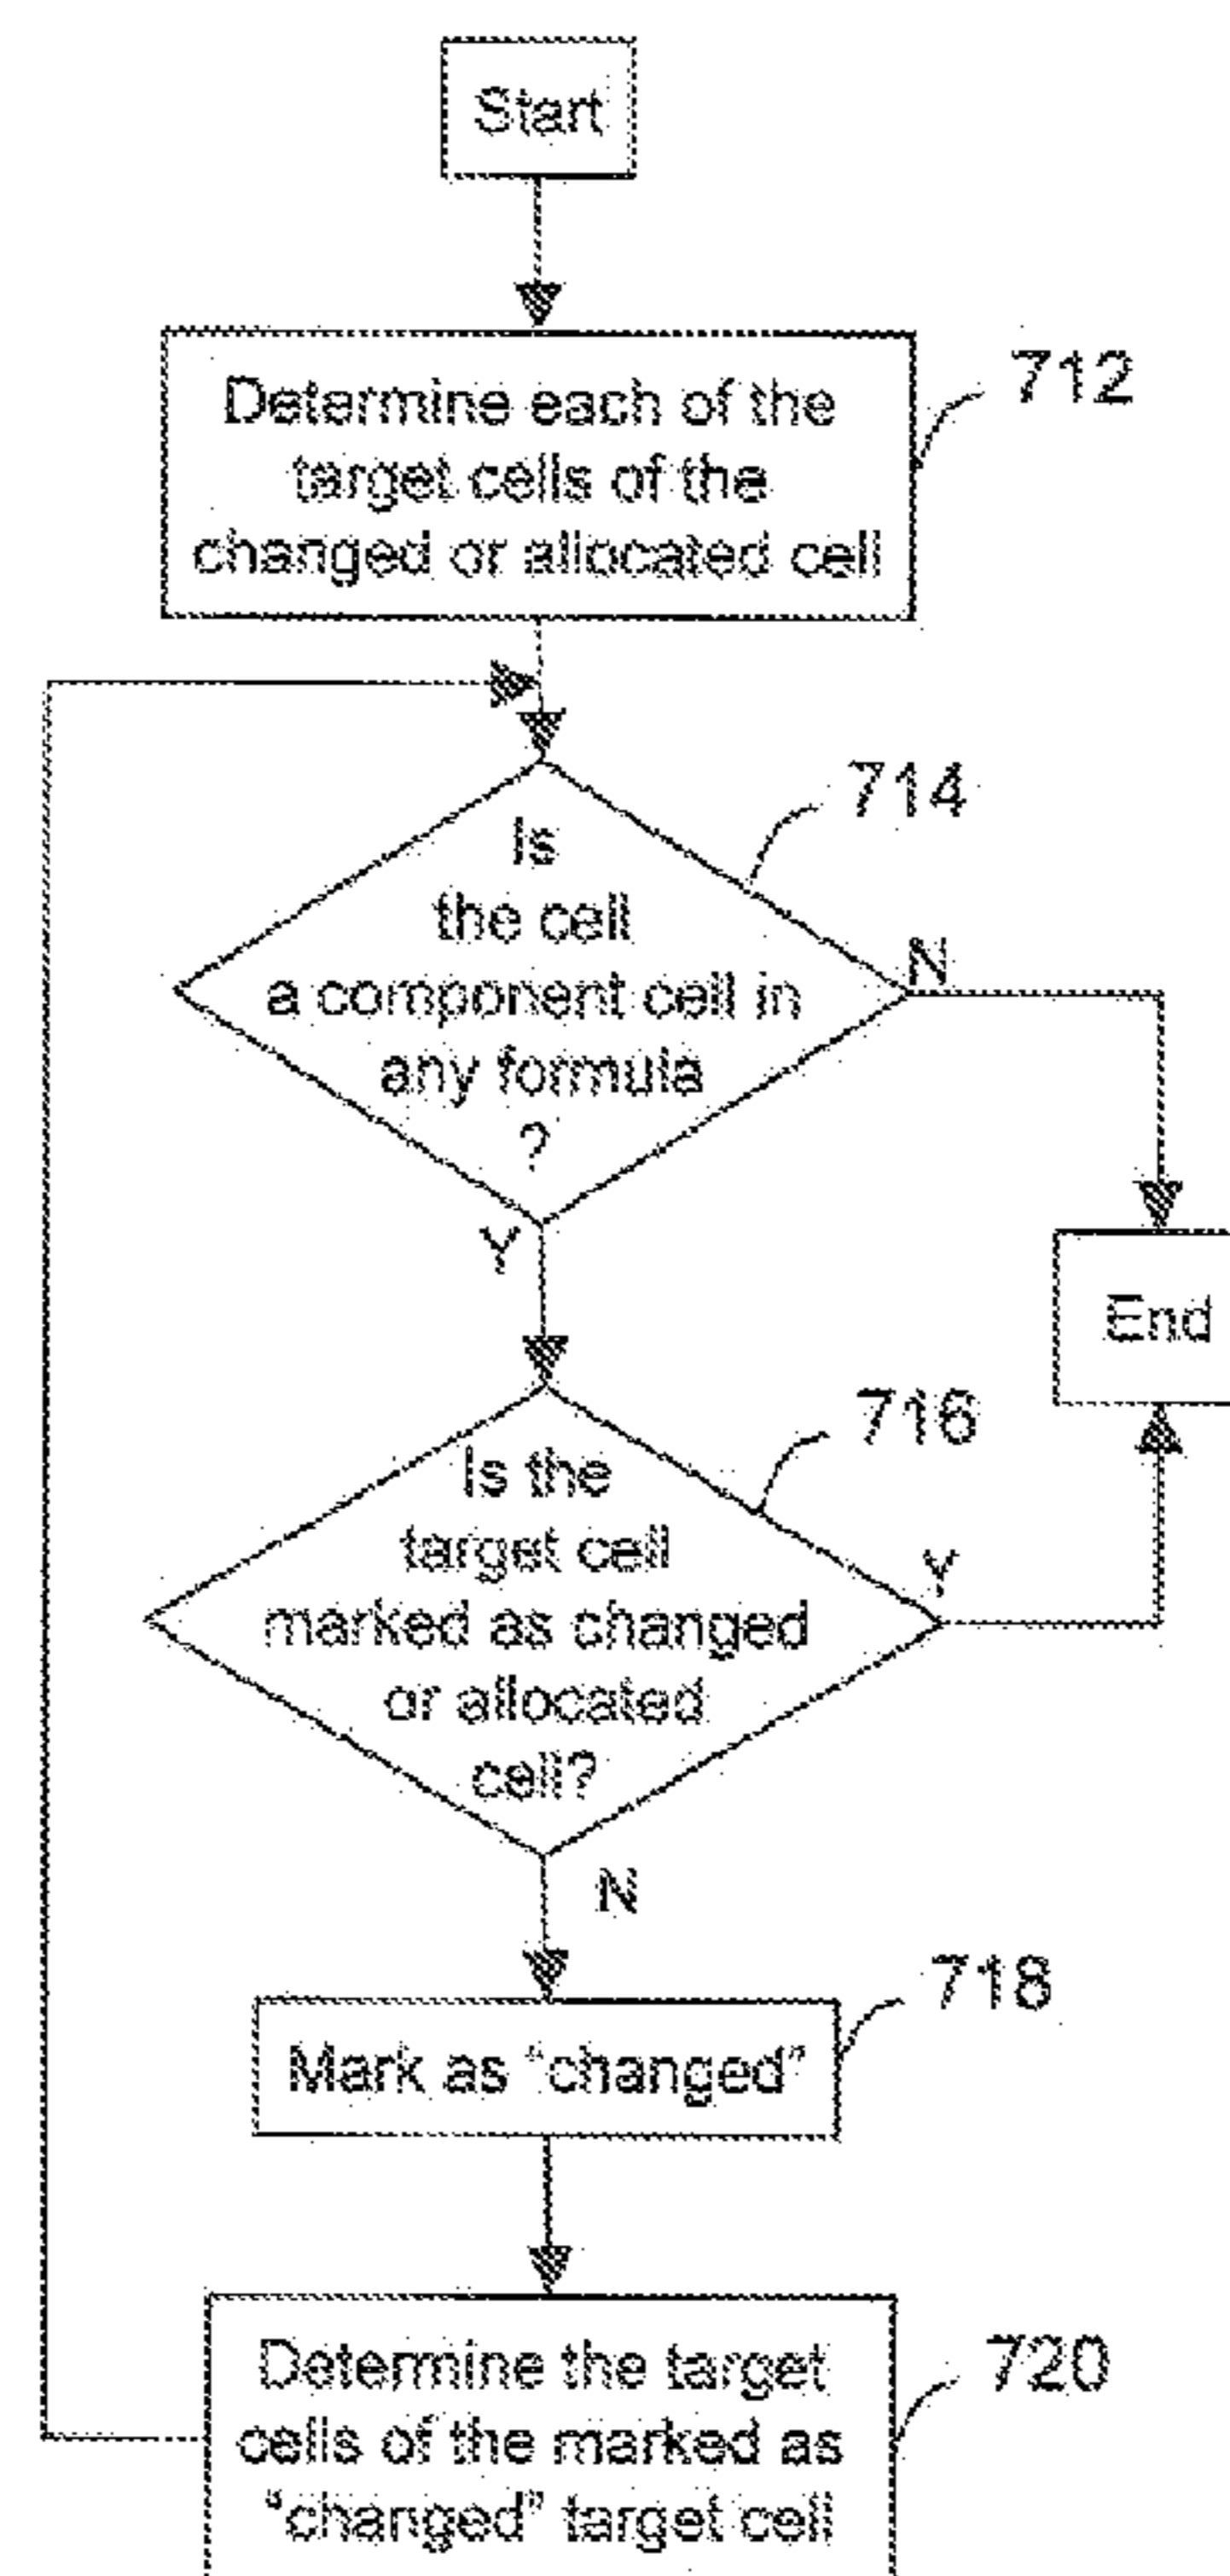 Start
Determine each of the
target cells of the
changed or allocated cell
712
Is
the cell
a component cell in
any formula
?
714
N
Y
End
Is the
target cell
marked as changed
or allocated
cell?
716
Y
N
Mark as “changed”
718
Determine the target
cells of the marked as
“changed” target cell
720